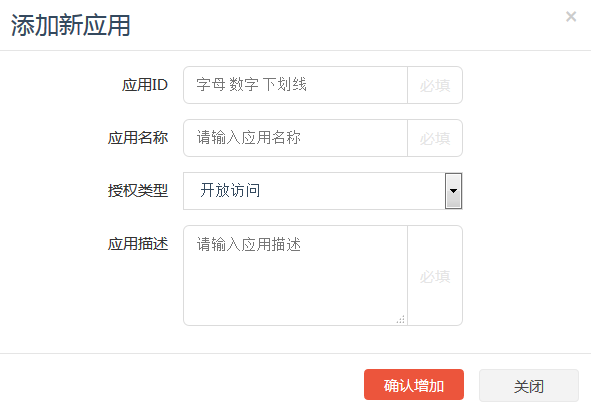 添加新应用
×
应用ID
字母 数字 下划线
必填
应用名称
请输入应用名称
必填
授权类型
开放访问
应用描述
请输入应用描述
必填
确认增加
关闭